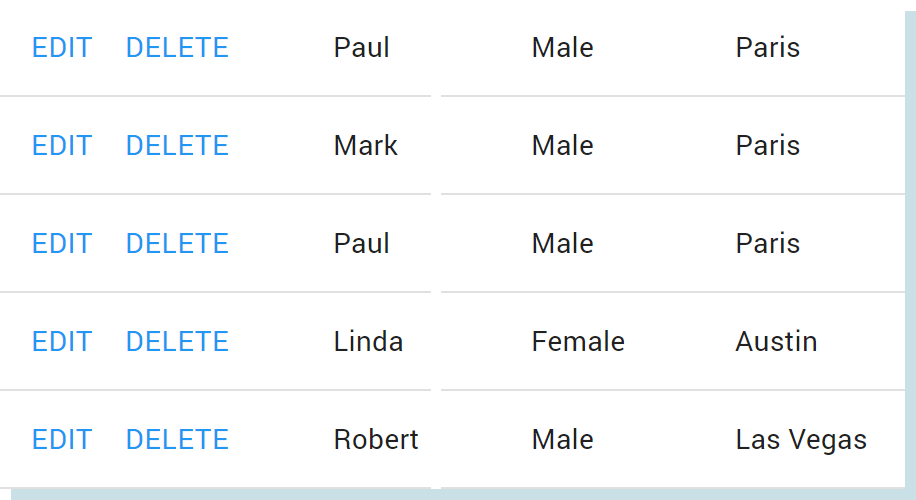 EDIT DELETE Paul Male Paris
EDIT DELETE Mark Male Paris
EDIT DELETE Paul Male Paris
EDIT DELETE Linda Female Austin
EDIT DELETE Robert Male Las Vegas